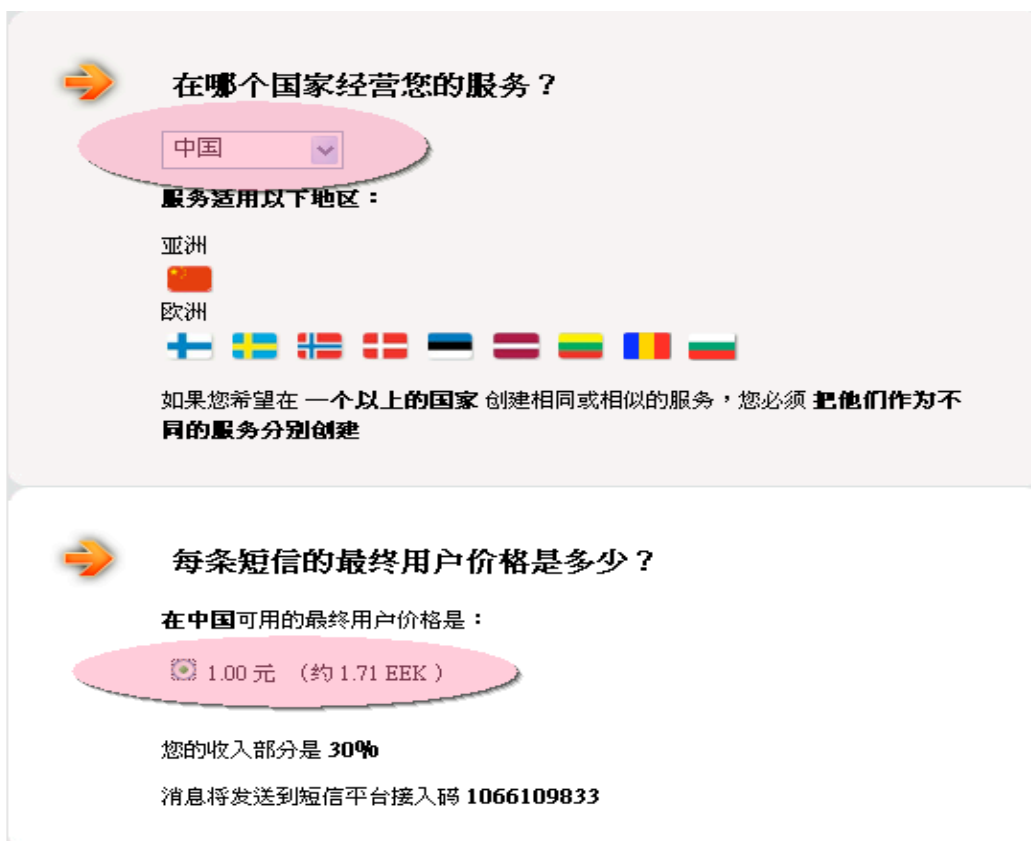 在哪个国家经营您的服务？
中国
服务适用以下地区：
亚洲
欧洲
如果您希望在 一个以上的国家 创建相同或相似的服务，您必须 把他们作为不
同的服务分别创建
每条短信的最终用户价格是多少？
在中国可用的最终用户价格是：
1.00 元 （约 1.71 EEK ）
您的收入部分是 30%
消息将发送到短信平台接入码 1066109833